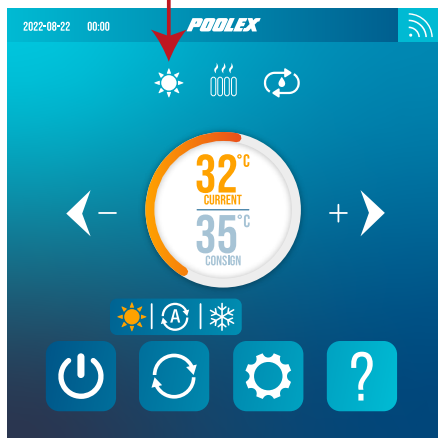 2022-08-22 00:00 POOLEX
32°C
CURRENT
35°C
CONSIGN
− +
A
?